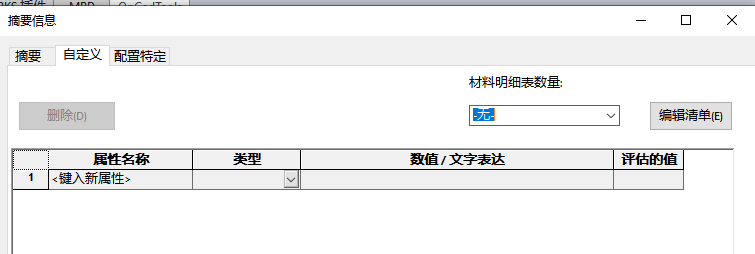 摘要信息
摘要 自定义 配置特定
材料明细表数量:
删除(D) -无- 编辑清单(E)
属性名称 类型 数值 / 文字表达 评估的值
1 <键入新属性>